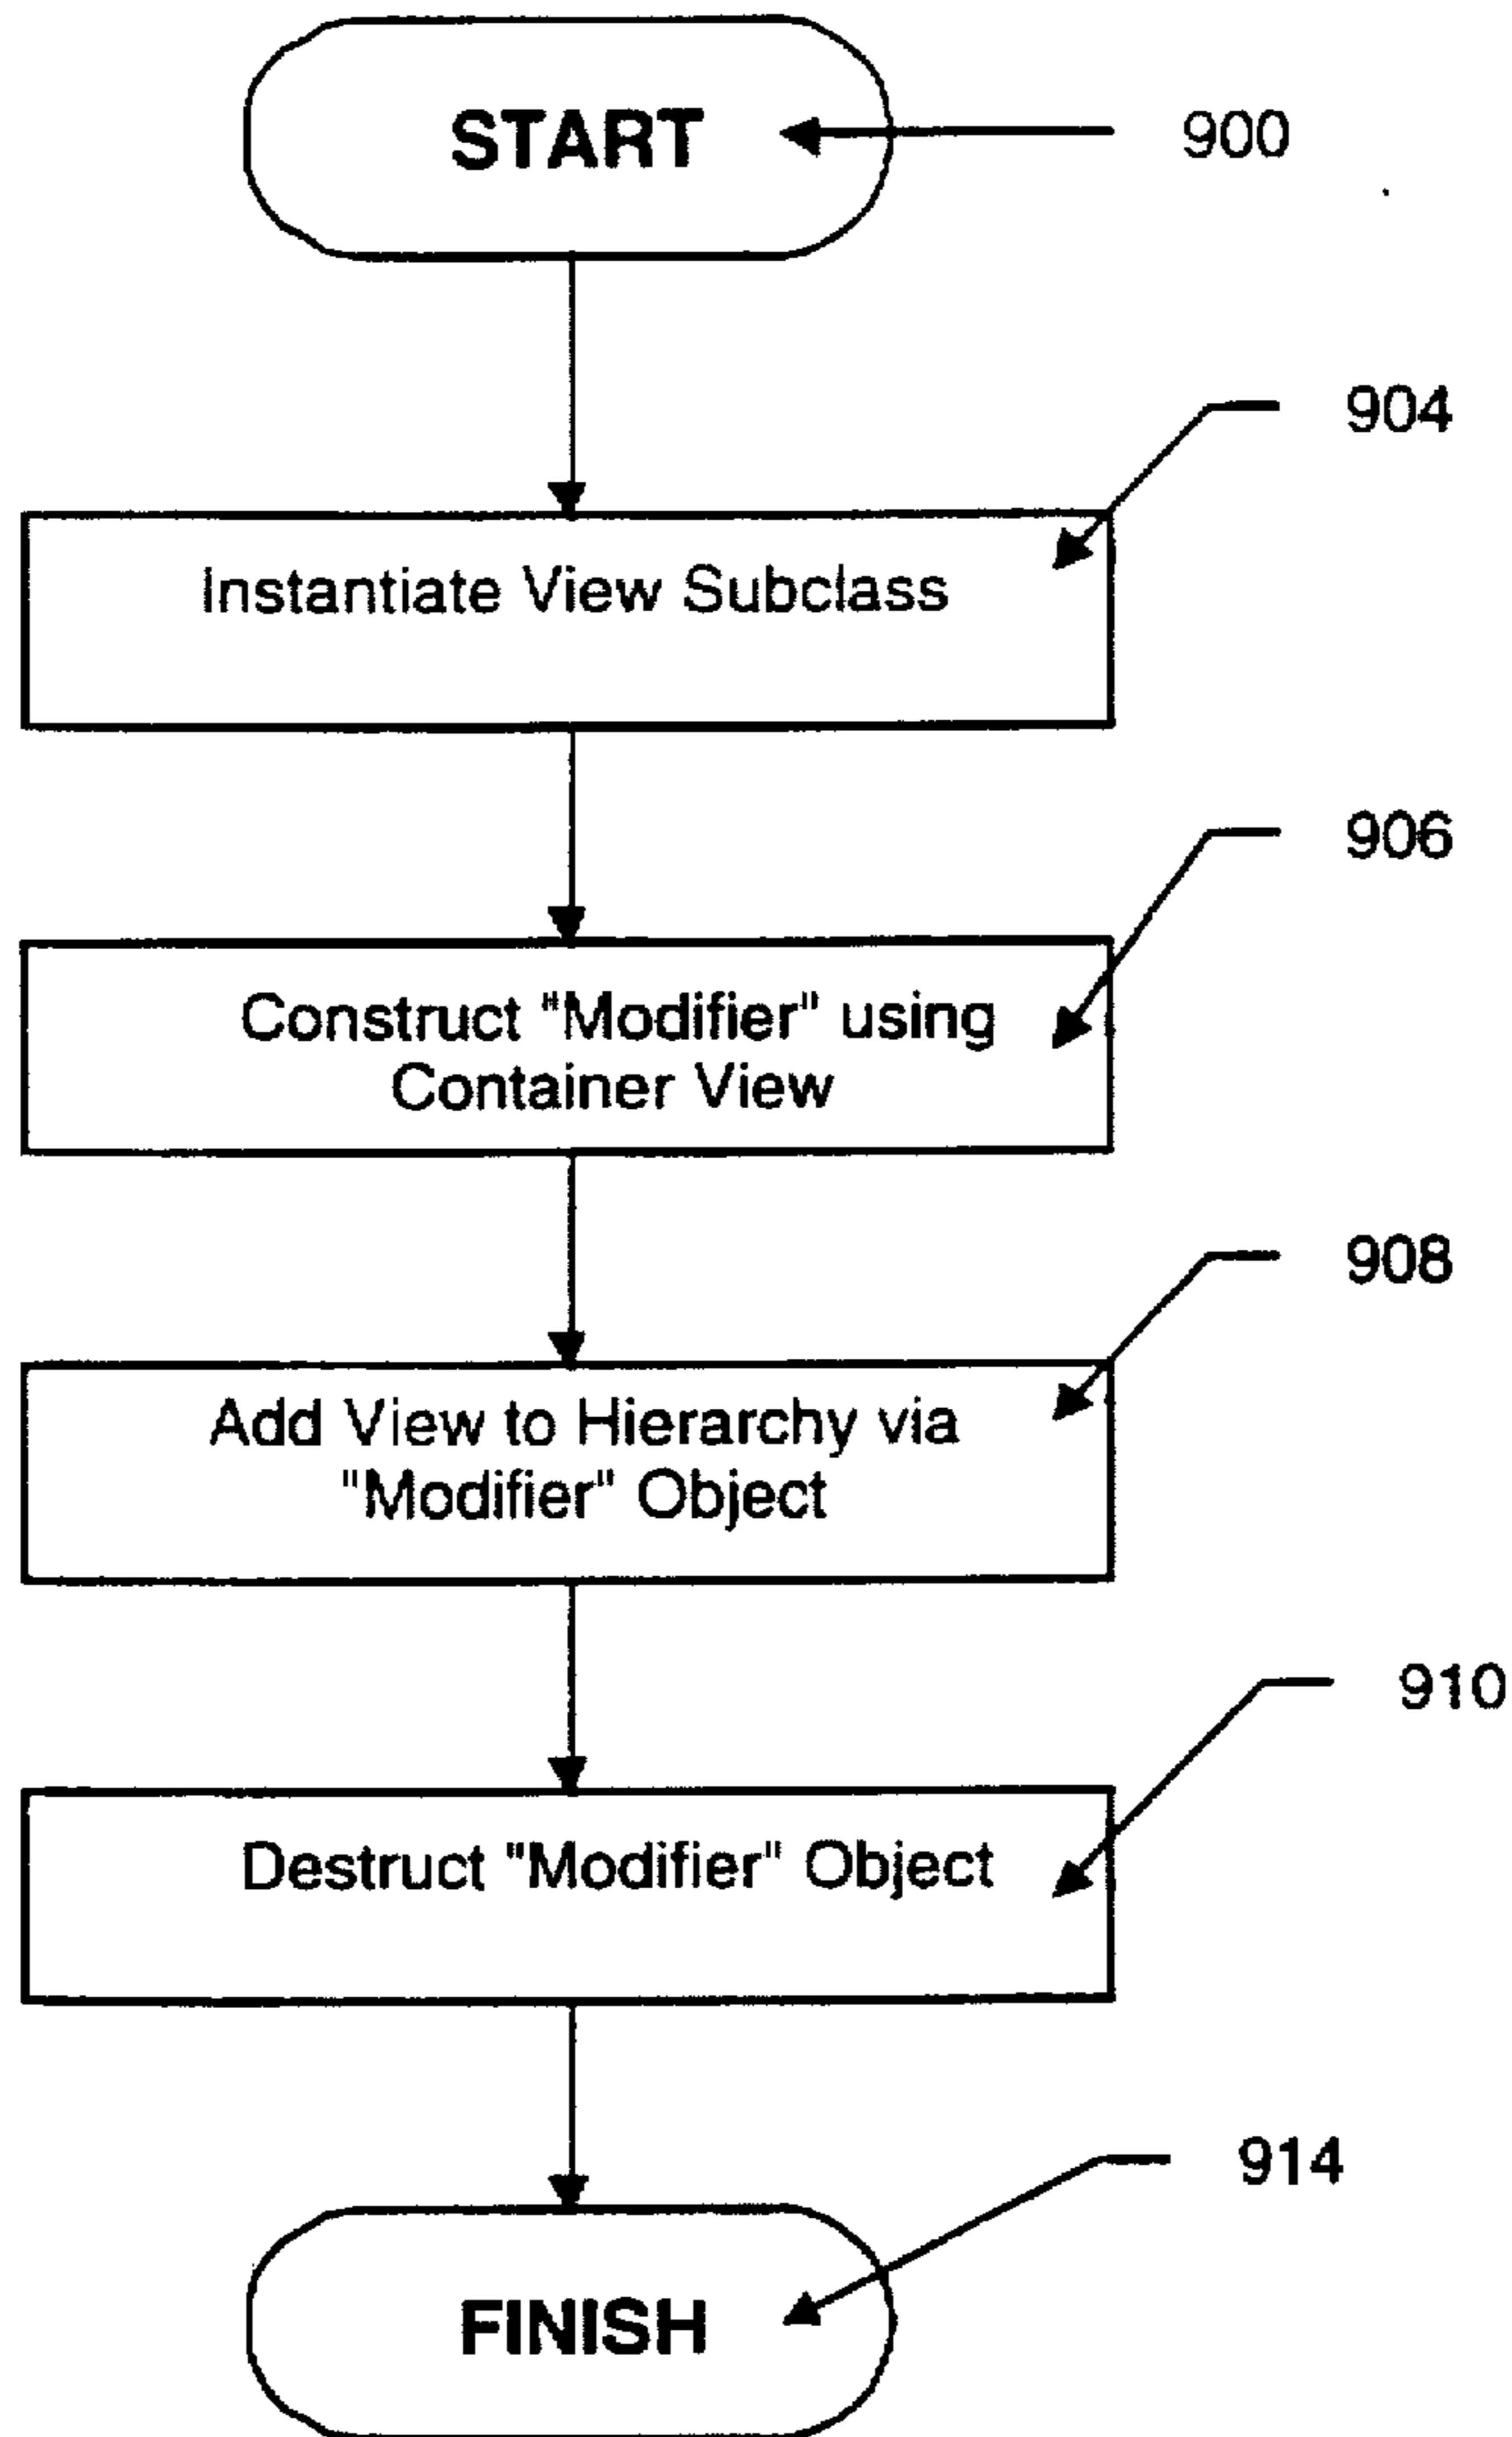 START
900
904
Instantiate View Subclass
906
Construct "Modifier" using
Container View
908
Add View to Hierarchy via
"Modifier" Object
910
Destruct "Modifier" Object
914
FINISH